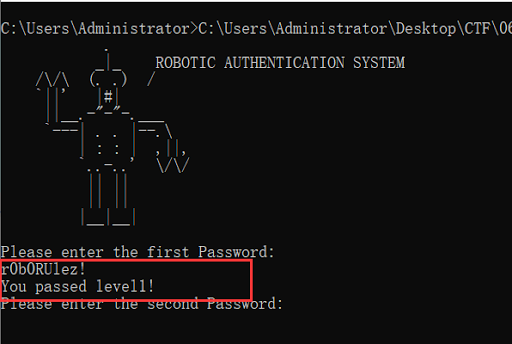 C:\Users\Administrator>C:\Users\Administrator\Desktop\CTF\06
ROBOTIC AUTHENTICATION SYSTEM
Please enter the first Password:
r0b0RUlez!
You passed level1!
Please enter the second Password: